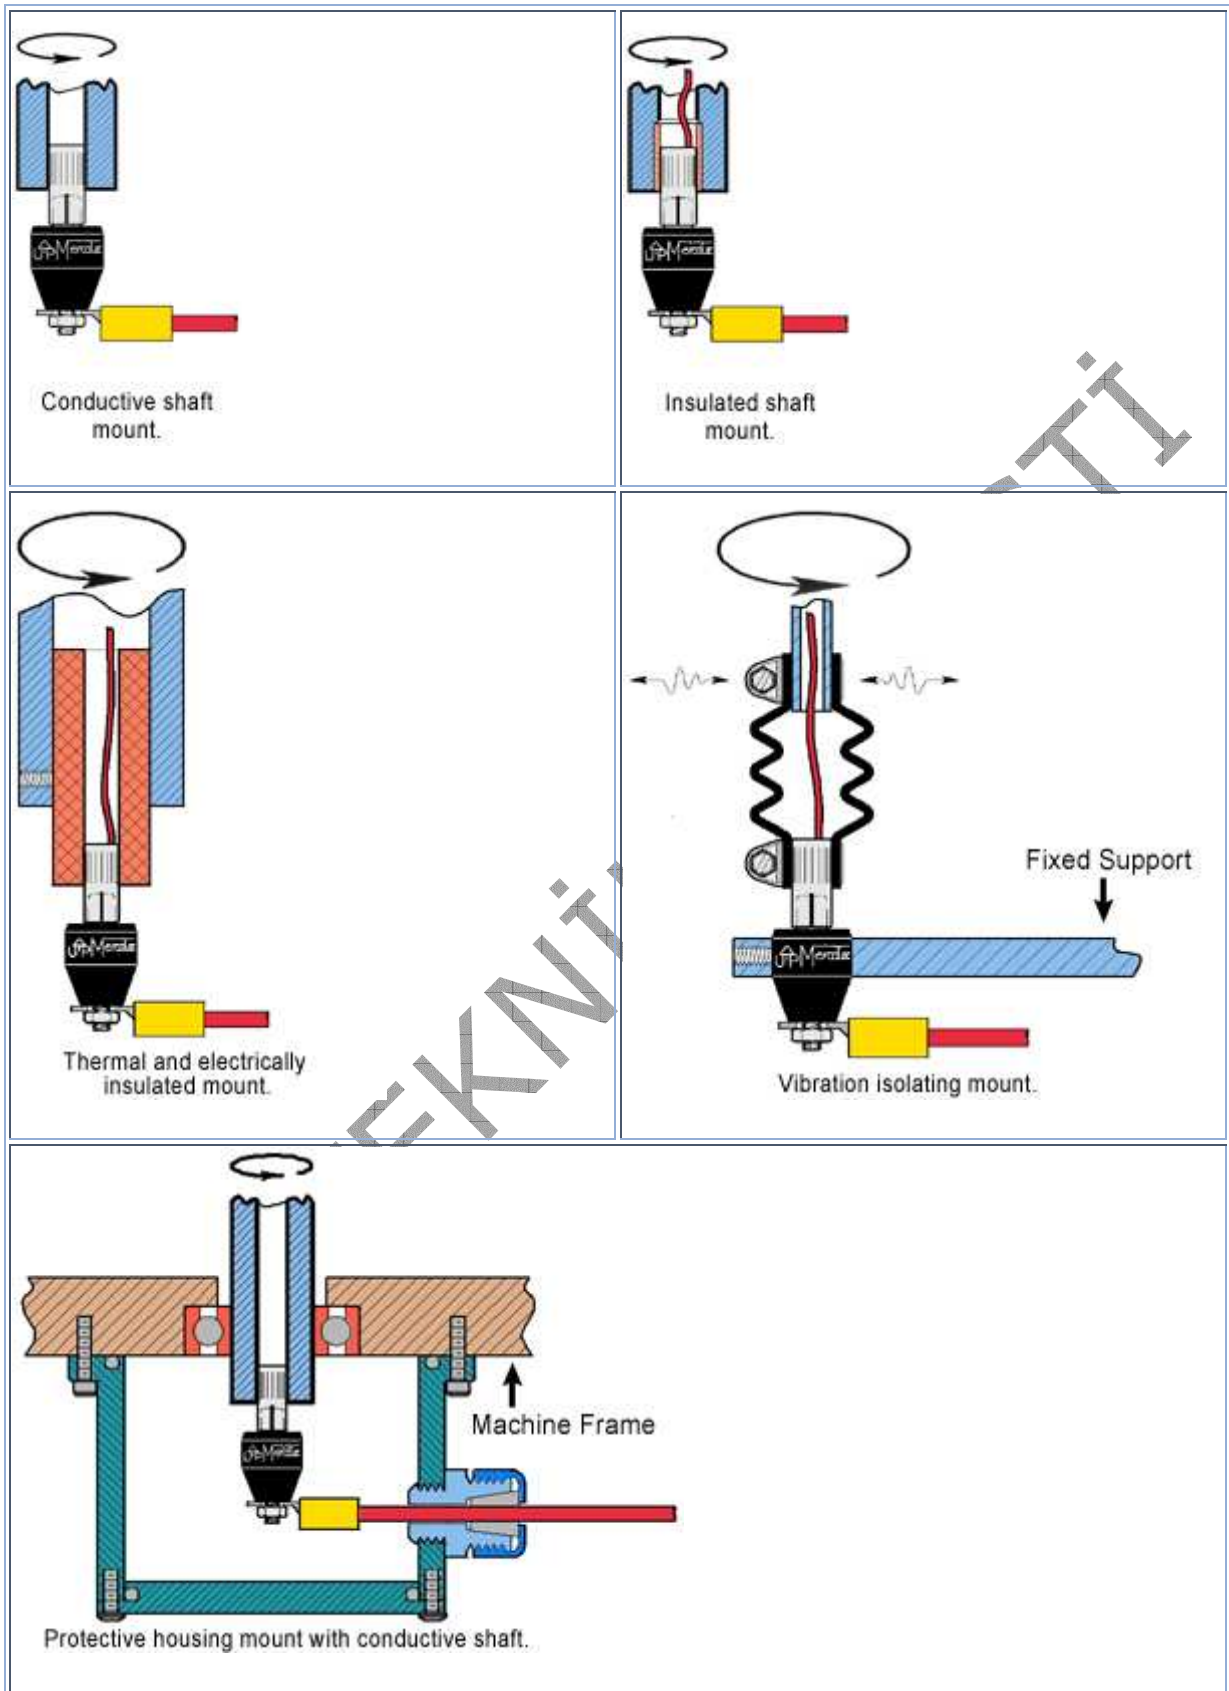 Conductive shaft
mount.
Insulated shaft
mount.
Thermal and electrically
insulated mount.
Fixed Support
Vibration isolating mount.
Machine Frame
Protective housing mount with conductive shaft.